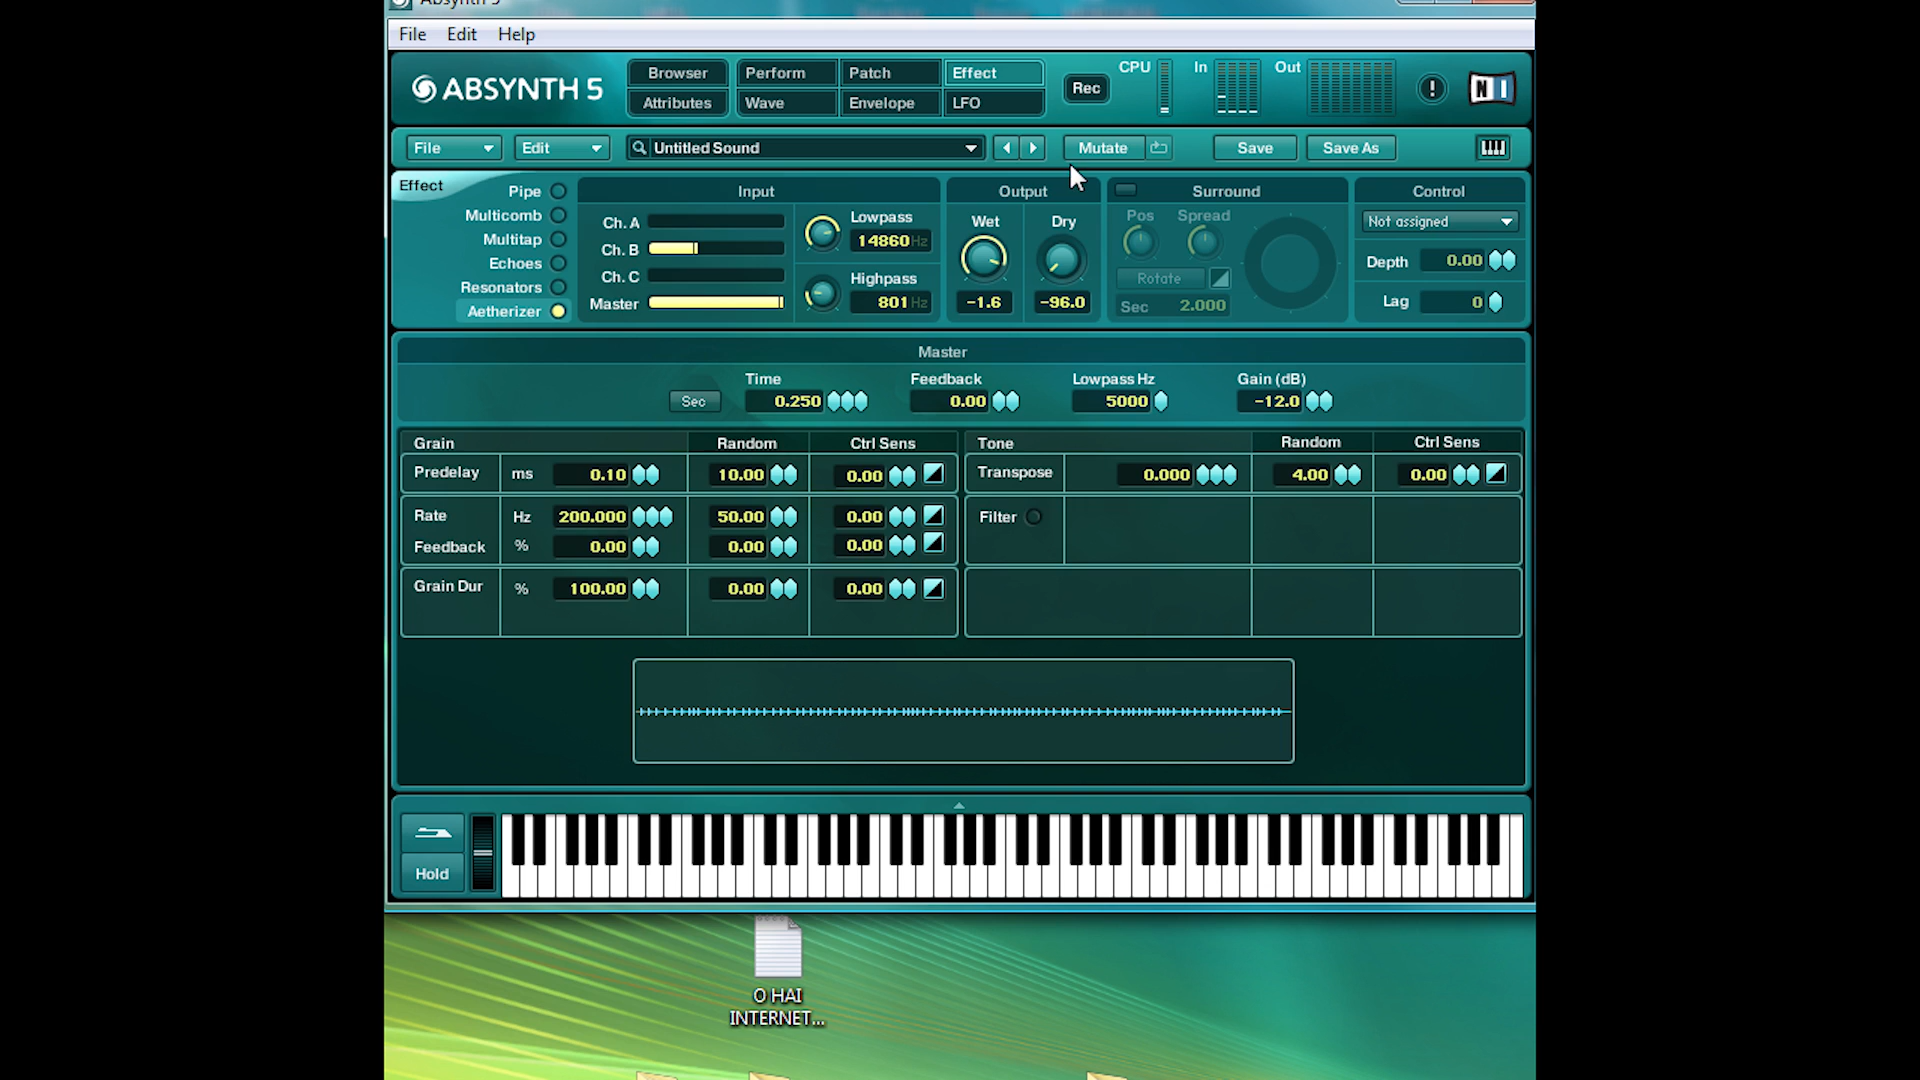 Absynth 5
File Edit Help
ABSYNTH 5
Browser Perform Patch Effect
Attributes Wave Envelope LFO
Rec
CPU In Out
!
NI
File Edit Untitled Sound Mutate Save Save As
Effect
Pipe
Multicomb
Multitap
Echoes
Resonators
Aetherizer
Input
Ch. A
Ch. B
Ch. C
Master
Lowpass
14860 Hz
Highpass
801 Hz
Output
Wet Dry
-1.6 -96.0
Surround
Pos Spread
Rotate
Sec 2.000
Control
Not assigned
Depth 0.00
Lag 0
Master
Time Feedback Lowpass Hz Gain (dB)
Sec 0.250 0.00 5000 -12.0
Grain Random Ctrl Sens
Predelay ms 0.10 10.00 0.00
Rate Hz 200.000 50.00 0.00
Feedback % 0.00 0.00 0.00
Grain Dur % 100.00 0.00 0.00
Tone Random Ctrl Sens
Transpose 0.000 4.00 0.00
Filter
Hold
O HAI
INTERNET...